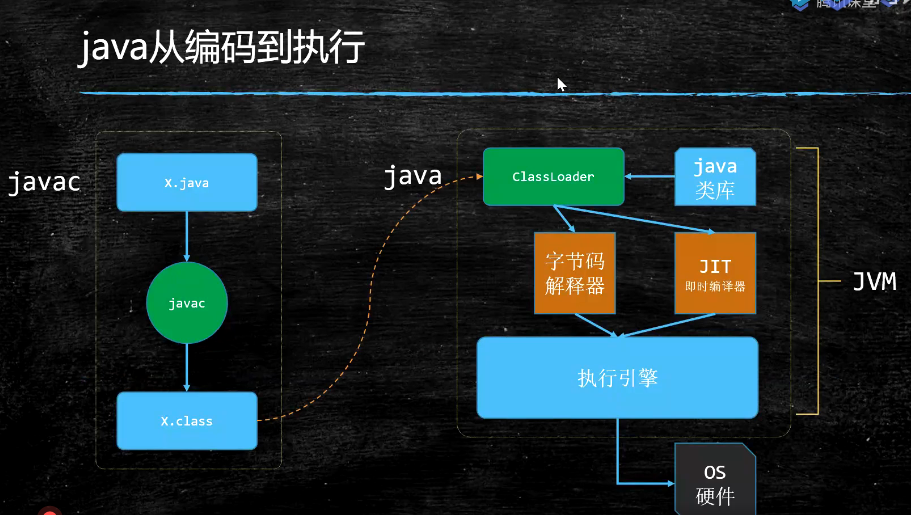 腾讯课堂
java从编码到执行
javac
X.java
javac
X.class
java
ClassLoader
java
类库
字节码
解释器
JIT
即时编译器
执行引擎
JVM
OS
硬件